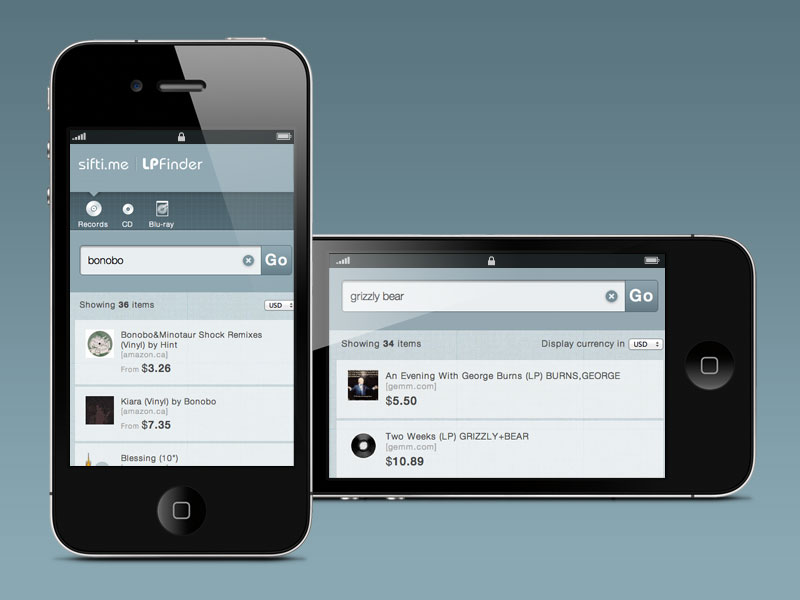 sifti.me | LPFinder
Records CD Blu-ray
bonobo Go
Showing 36 items USD
Bonobo&Minotaur Shock Remixes
(Vinyl) by Hint
[amazon.ca]
From $3.26
Kiara (Vinyl) by Bonobo
[amazon.ca]
From $7.35
Blessing (10")
grizzly bear Go
Showing 34 items Display currency in USD
An Evening With George Burns (LP) BURNS,GEORGE
[gemm.com]
$5.50
Two Weeks (LP) GRIZZLY+BEAR
[gemm.com]
$10.89